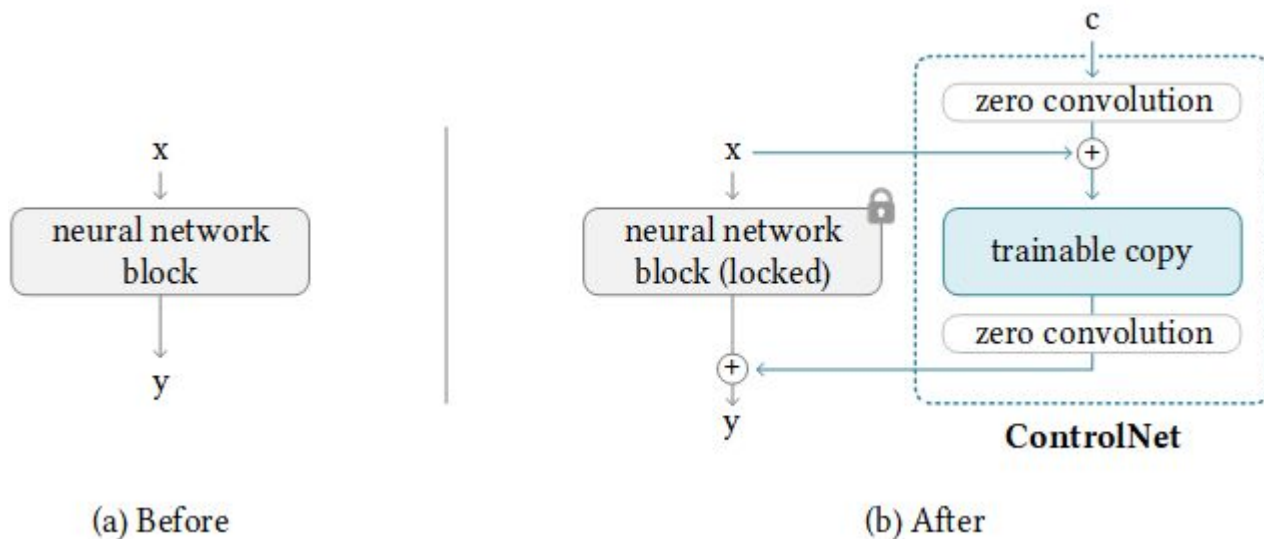 x
neural network
block
y
(a) Before
c
zero convolution
x
+
neural network
block (locked)
trainable copy
zero convolution
+
y
ControlNet
(b) After